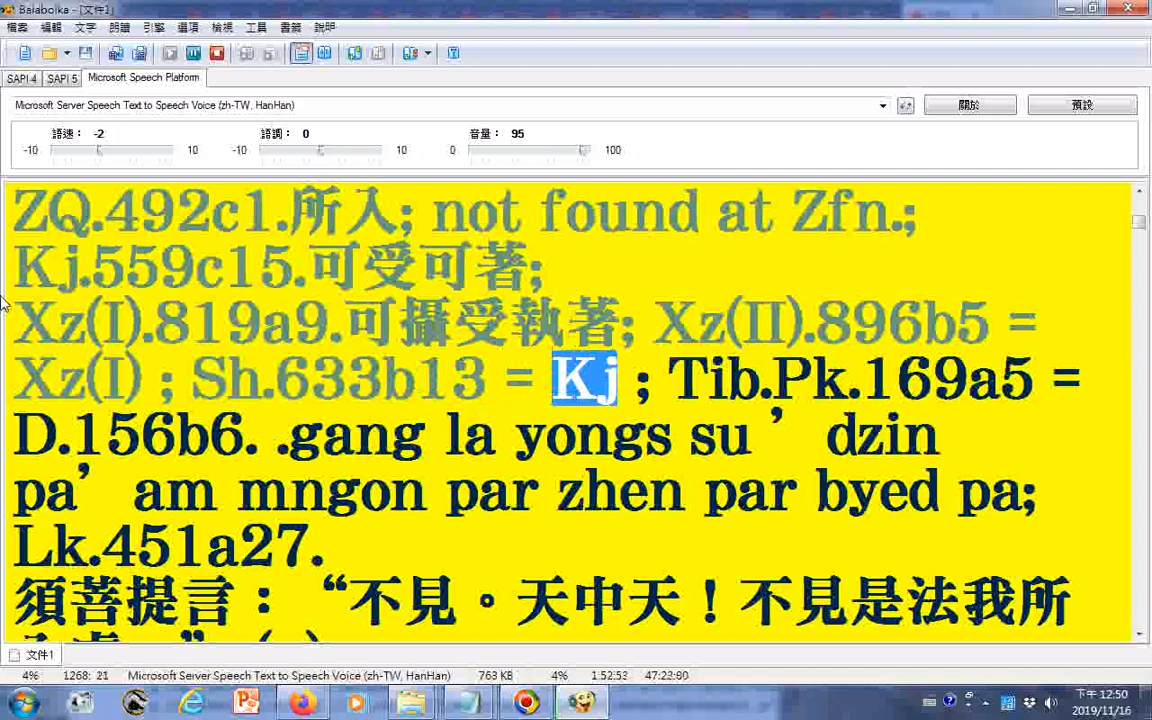 Balabolka - [文件1]
檔案 編輯 文字 朗讀 引擎 選項 檢視 工具 書籤 說明
SAPI 4 SAPI 5 Microsoft Speech Platform
Microsoft Server Speech Text to Speech Voice (zh-TW, HanHan) 關於 預設
語速： -2 語調： 0 音量： 95
-10 10 -10 10 0 100
ZQ.492c1.所入; not found at Zfn.;
Kj.559c15.可受可著;
Xz(I).819a9.可攝受執著; Xz(II).896b5 =
Xz(I) ; Sh.633b13 = Kj ; Tib.Pk.169a5 =
D.156b6. .gang la yongs su ’ dzin
pa’ am mngon par zhen par byed pa;
Lk.451a27.
須菩提言：“不見。天中天！不見是法我所
文件1
4% 1268: 21 Microsoft Server Speech Text to Speech Voice (zh-TW, HanHan) 763 KB 4% 1:52:53 47:23:80
下午 12:50
2019/11/16